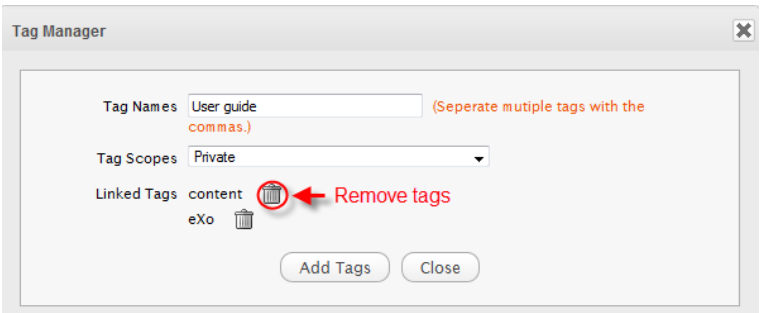 Tag Manager
Tag Names User guide (Seperate mutiple tags with the
commas.)
Tag Scopes Private
Linked Tags content Remove tags
eXo
Add Tags Close